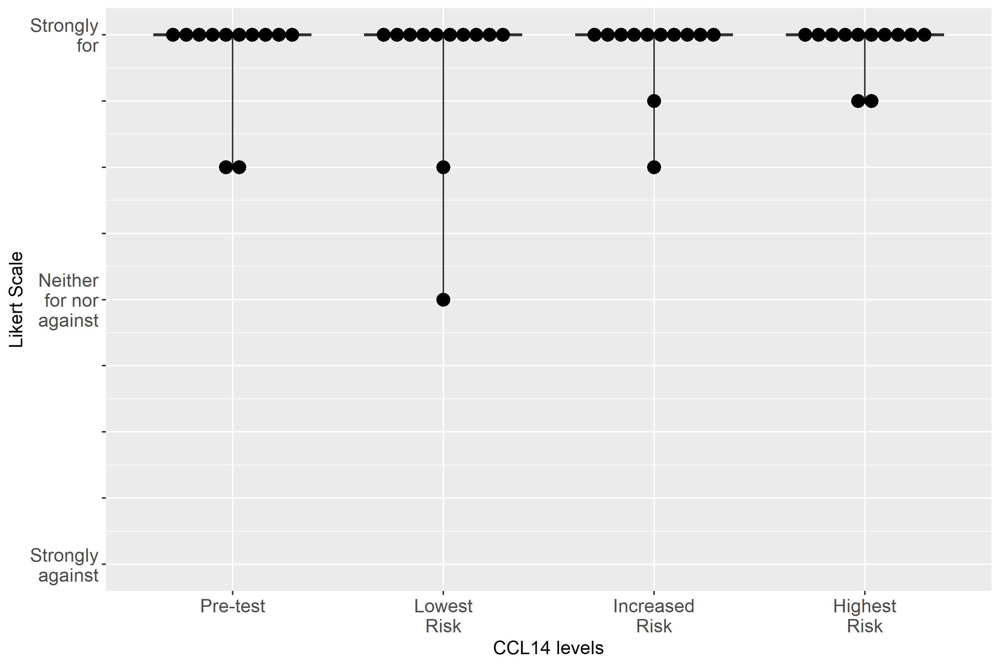 Strongly
for
Neither
for nor
against
Strongly
against
Likert Scale
Pre-test
Lowest
Risk
Increased
Risk
Highest
Risk
CCL14 levels